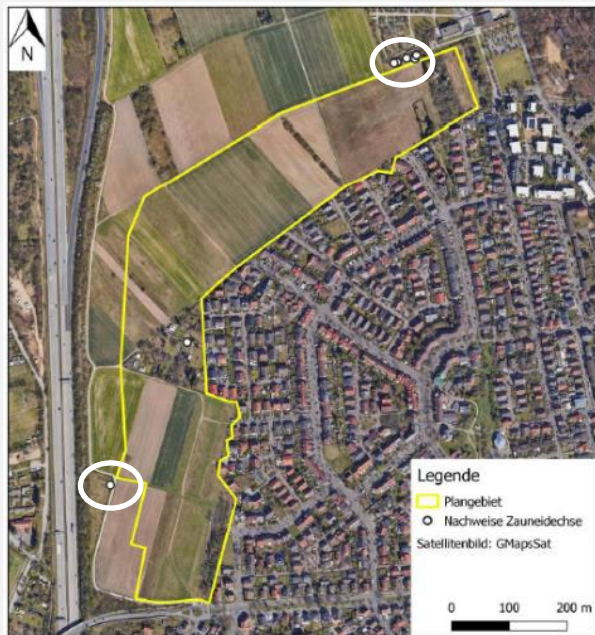 N
Legende
Plangebiet
Nachweise Zauneidechse
Satellitenbild: GMapsSat
0 100 200 m